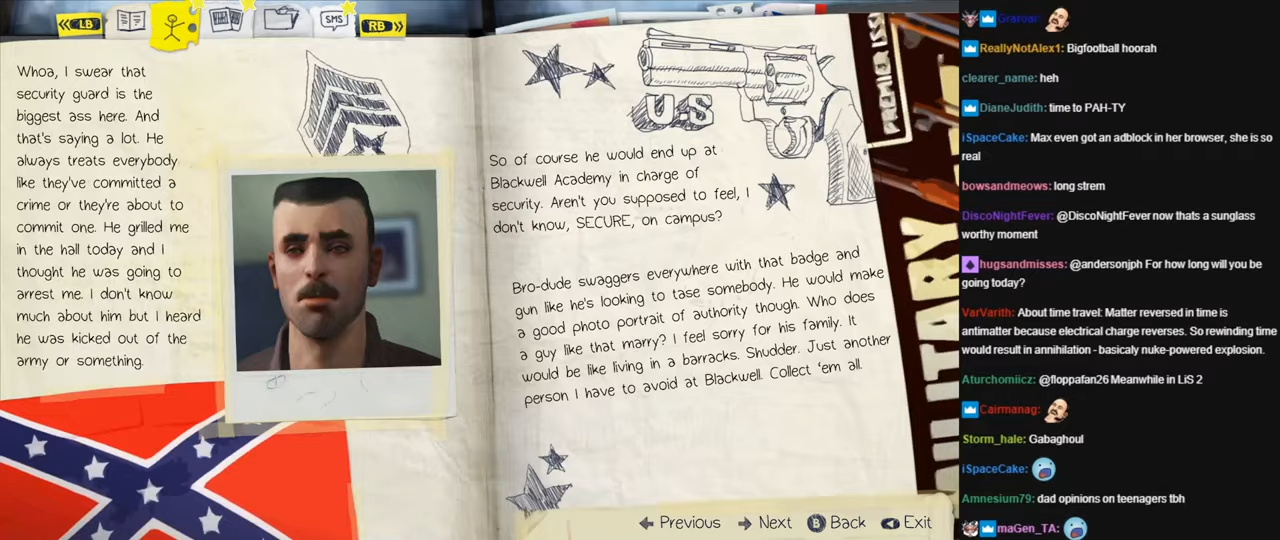 LB
SMS
RB
Whoa, I swear that
security guard is the
biggest ass here. And
that's saying a lot. He
always treats everybody
like they've committed a
crime or they're about to
commit one. He grilled me
in the hall today and I
thought he was going to
arrest me. I don't know
much about him but I heard
he was kicked out of the
army or something.
U.S
So of course he would end up at
Blackwell Academy in charge of
security. Aren't you supposed to feel, I
don't know, SECURE, on campus?
Bro-dude swaggers everywhere with that badge and
gun like he's looking to tase somebody. He would make
a good photo portrait of authority though. Who does
a guy like that marry? I feel sorry for his family. It
would be like living in a barracks. Shudder. Just another
person I have to avoid at Blackwell. Collect 'em all.
MILITARY
Previous
Next
B Back
Exit
Graroar:
ReallyNotAlex1: Bigfootball hoorah
clearer_name: heh
DianeJudith: time to PAH-TY
iSpaceCake: Max even got an adblock in her browser, she is so
real
bowsandmeows: long strem
DiscoNightFever: @DiscoNightFever now thats a sunglass
worthy moment
hugsandmisses: @andersonjph For how long will you be
going today?
VarVarith: About time travel: Matter reversed in time is
antimatter because electrical charge reverses. So rewinding time
would result in annihilation - basicaly nuke-powered explosion.
Aturchomiicz: @floppafan26 Meanwhile in LiS 2
Cairmanag:
Storm_hale: Gabaghoul
iSpaceCake:
Amnesium79: dad opinions on teenagers tbh
maGen_TA: